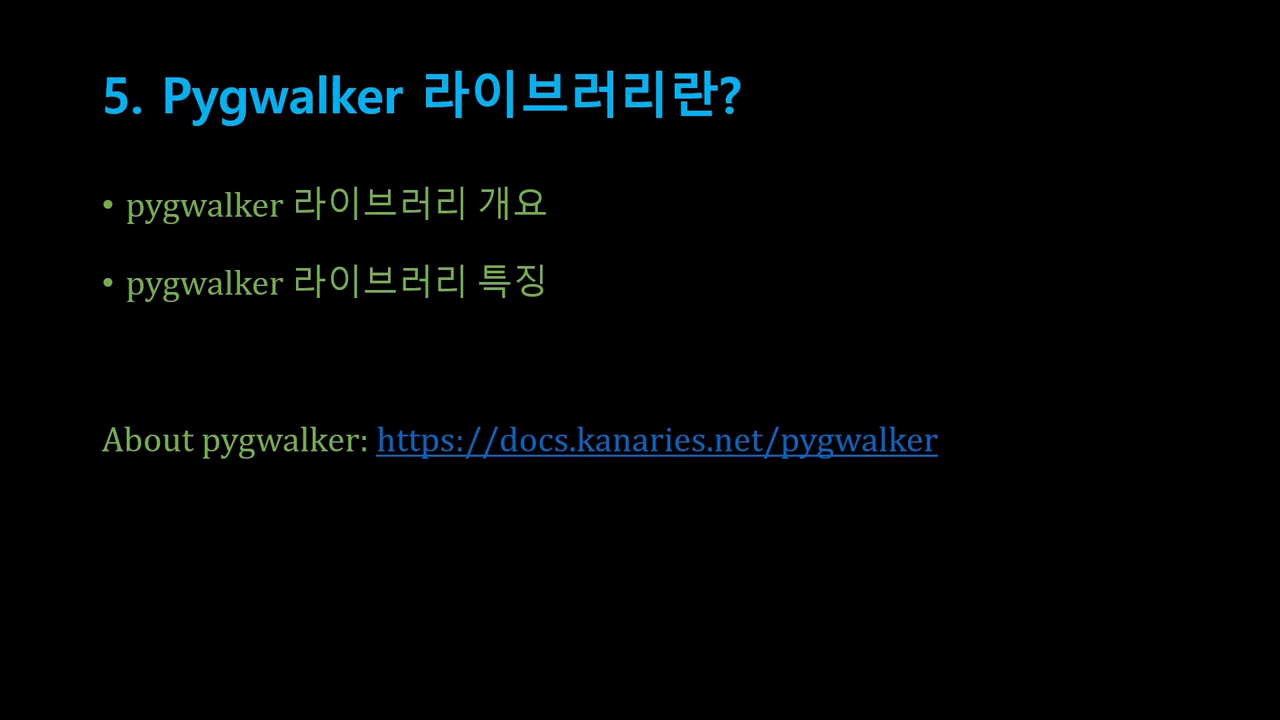 5. Pygwalker 라이브러리란?
• pygwalker 라이브러리 개요
• pygwalker 라이브러리 특징
About pygwalker: https://docs.kanaries.net/pygwalker